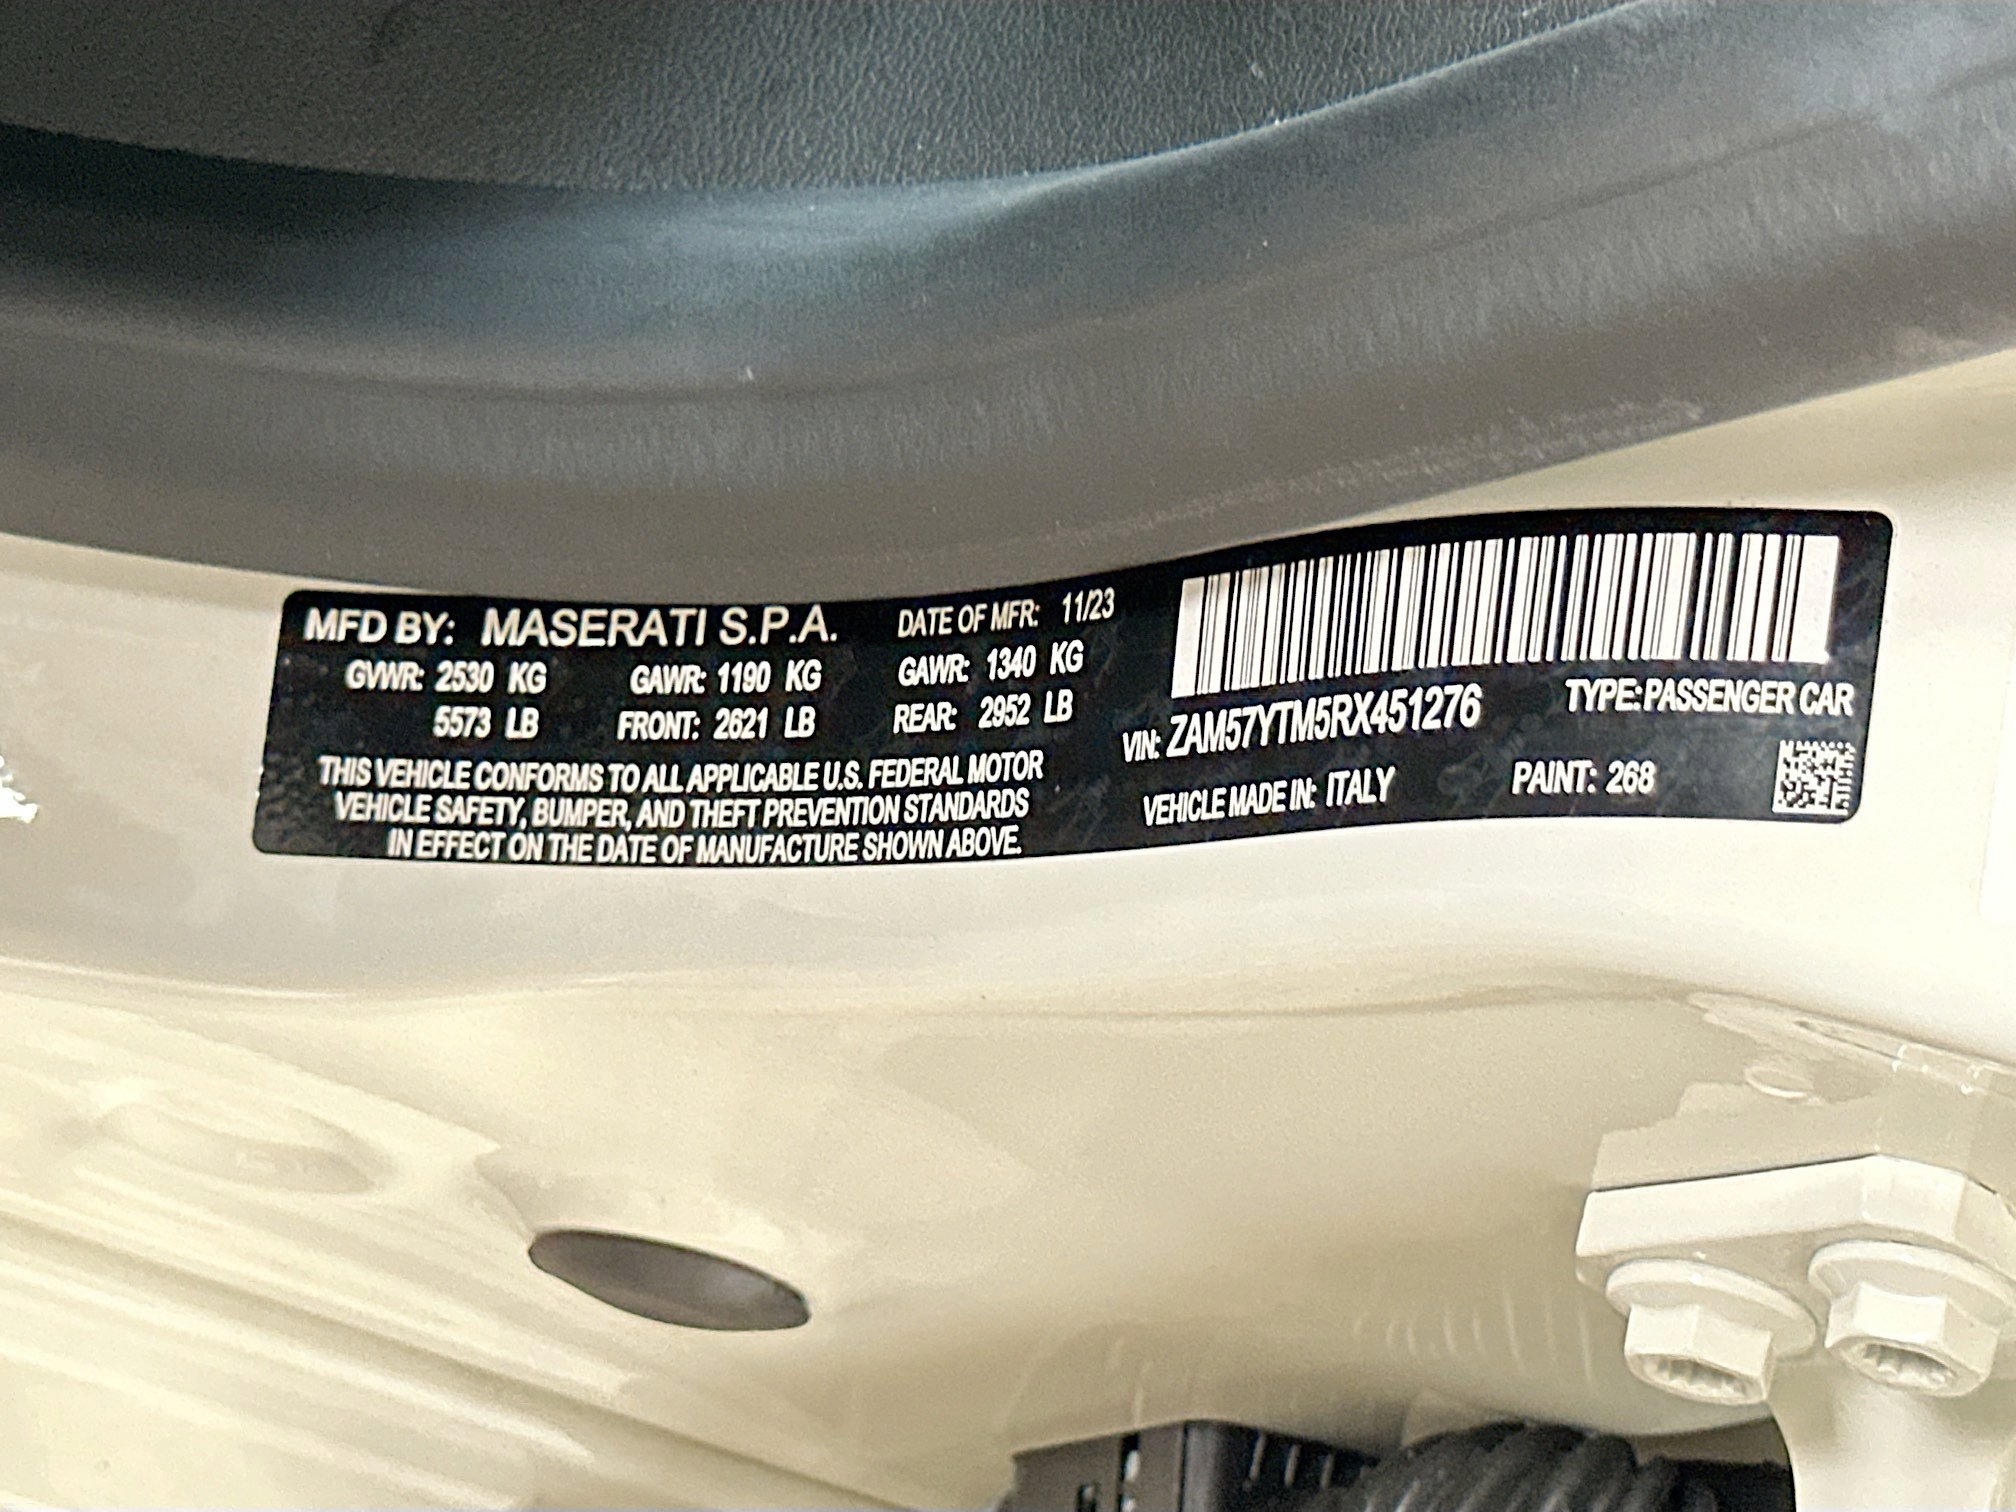 MFD BY: MASERATI S.P.A. DATE OF MFR: 11/23
GVWR: 2530 KG GAWR: 1190 KG GAWR: 1340 KG
5573 LB FRONT: 2621 LB REAR: 2952 LB
THIS VEHICLE CONFORMS TO ALL APPLICABLE U.S. FEDERAL MOTOR
VEHICLE SAFETY, BUMPER, AND THEFT PREVENTION STANDARDS
IN EFFECT ON THE DATE OF MANUFACTURE SHOWN ABOVE.
VIN: ZAM57YTM5RX451276 TYPE: PASSENGER CAR
VEHICLE MADE IN: ITALY PAINT: 268